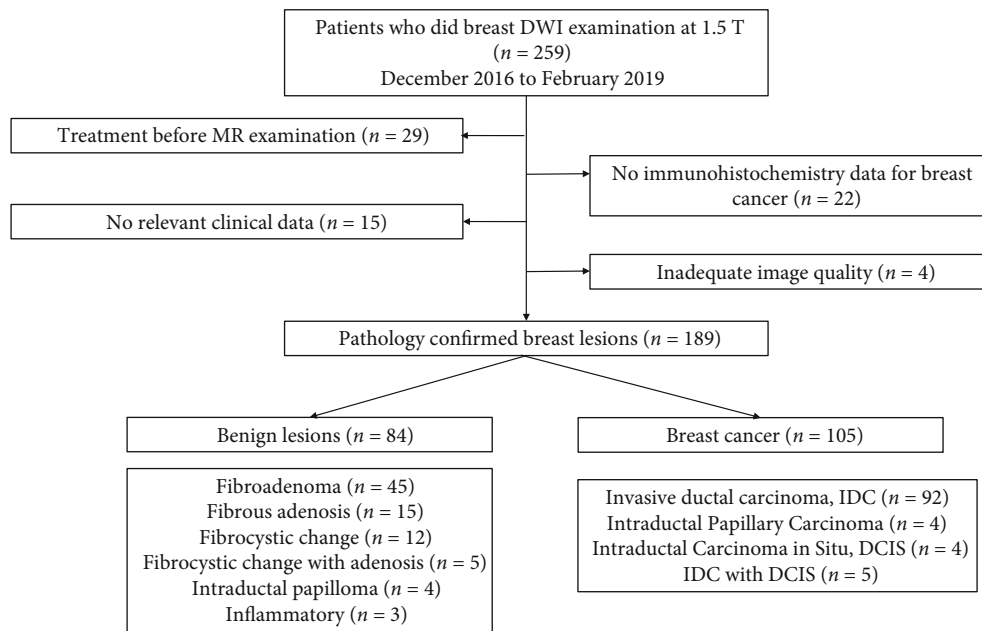 Patients who did breast DWI examination at 1.5 T
(n = 259)
December 2016 to February 2019
Treatment before MR examination (n = 29)
No immunohistochemistry data for breast
cancer (n = 22)
No relevant clinical data (n = 15)
Inadequate image quality (n = 4)
Pathology confirmed breast lesions (n = 189)
Benign lesions (n = 84)
Breast cancer (n = 105)
Fibroadenoma (n = 45)
Fibrous adenosis (n = 15)
Fibrocystic change (n = 12)
Fibrocystic change with adenosis (n = 5)
Intraductal papilloma (n = 4)
Inflammatory (n = 3)
Invasive ductal carcinoma, IDC (n = 92)
Intraductal Papillary Carcinoma (n = 4)
Intraductal Carcinoma in Situ, DCIS (n = 4)
IDC with DCIS (n = 5)